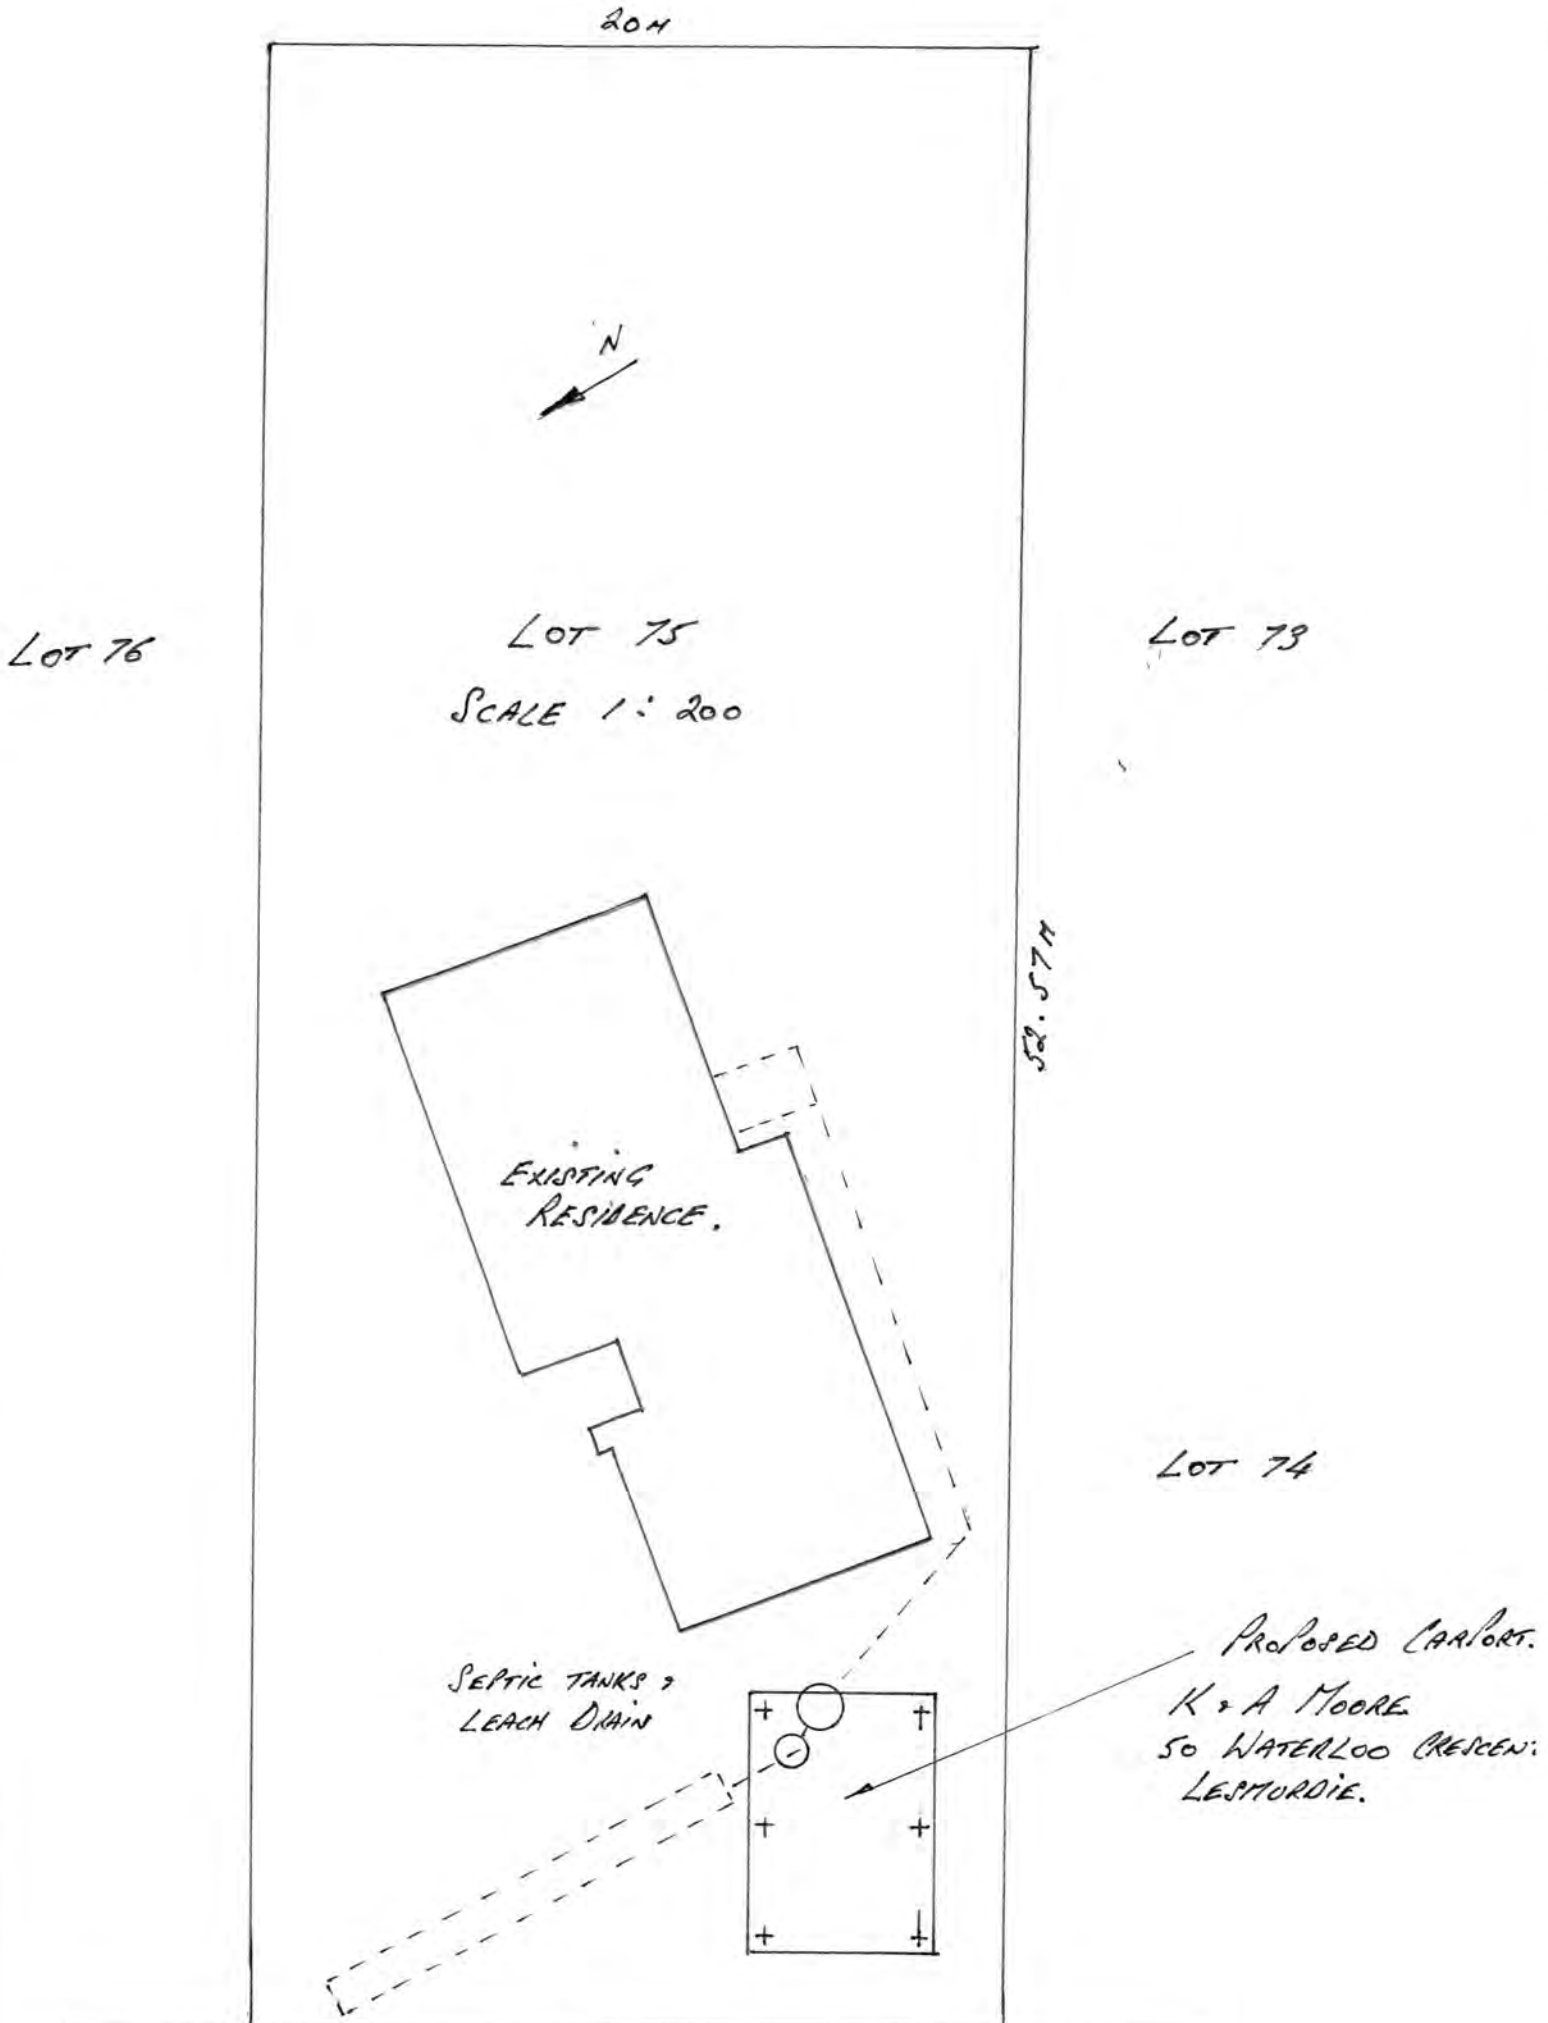 20M
N
LOT 76
LOT 75
LOT 73
SCALE 1:200
52.57M
EXISTING
RESIDENCE.
LOT 74
PROPOSED CARPORT.
SEPTIC TANKS &
LEACH DRAIN
K & A MOORE
50 WATERLOO CRESCEN
LESMURDIE.